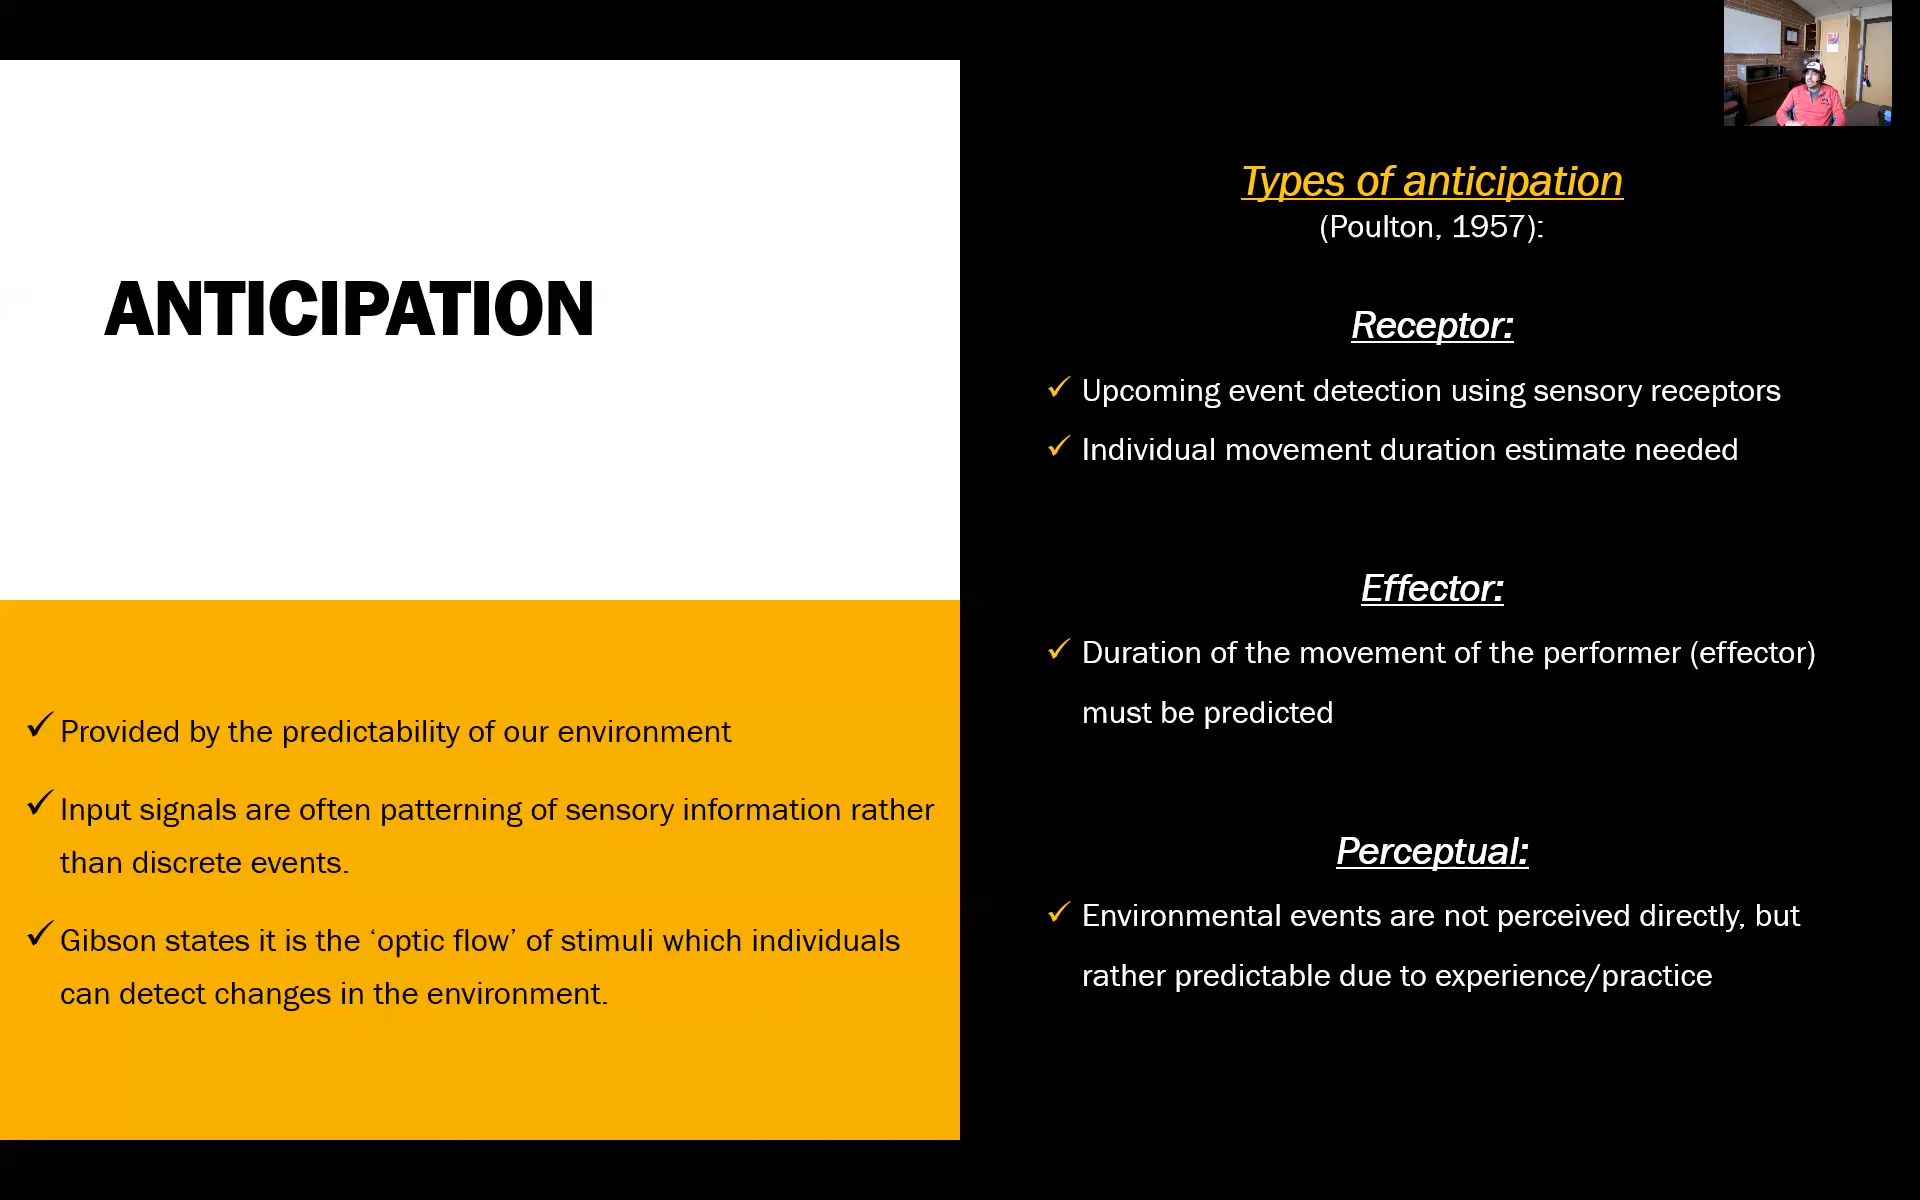 ANTICIPATION
✓ Provided by the predictability of our environment
✓ Input signals are often patterning of sensory information rather
than discrete events.
✓ Gibson states it is the ‘optic flow’ of stimuli which individuals
can detect changes in the environment.
Types of anticipation
(Poulton, 1957):
Receptor:
✓ Upcoming event detection using sensory receptors
✓ Individual movement duration estimate needed
Effector:
✓ Duration of the movement of the performer (effector)
must be predicted
Perceptual:
✓ Environmental events are not perceived directly, but
rather predictable due to experience/practice